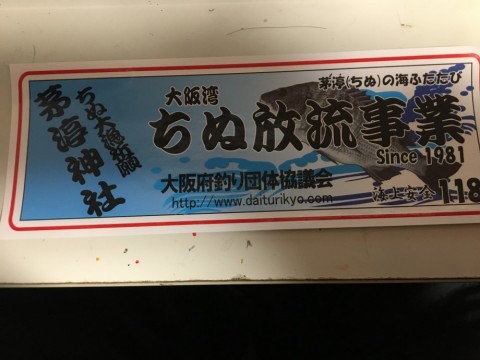 茅渟(ちぬ)の海ふたたび
大阪湾
ちぬ放流事業
Since 1981
大阪府釣り団体協議会
http://www.daiturikyo.com
海上安全 118
ちぬ大漁祈願
茅渟神社